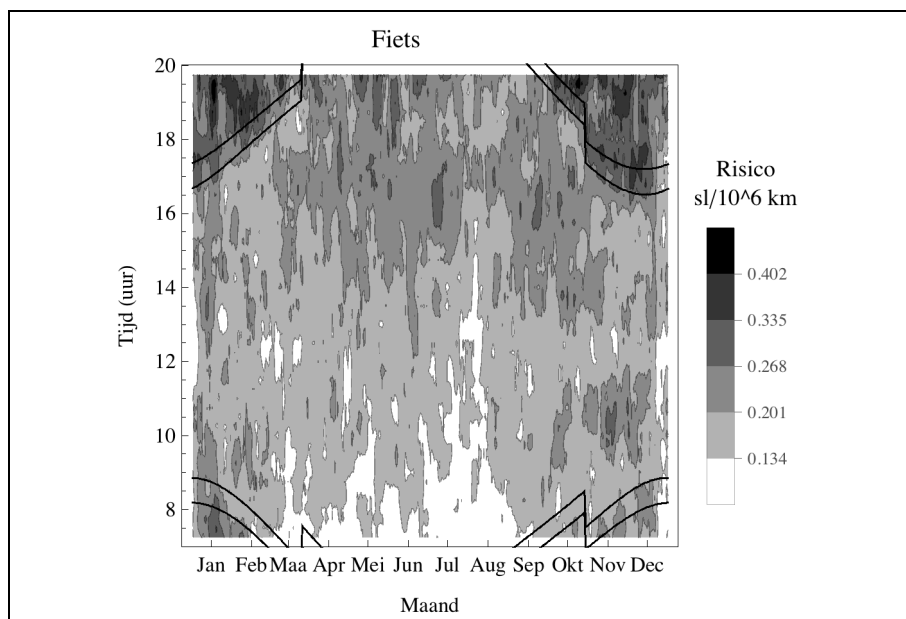 Fiets
20
18
16
14
12
10
8
Tijd (uur)
Jan Feb Maa Apr Mei Jun Jul Aug Sep Okt Nov Dec
Maand
Risico
sl/10^6 km
0.402
0.335
0.268
0.201
0.134